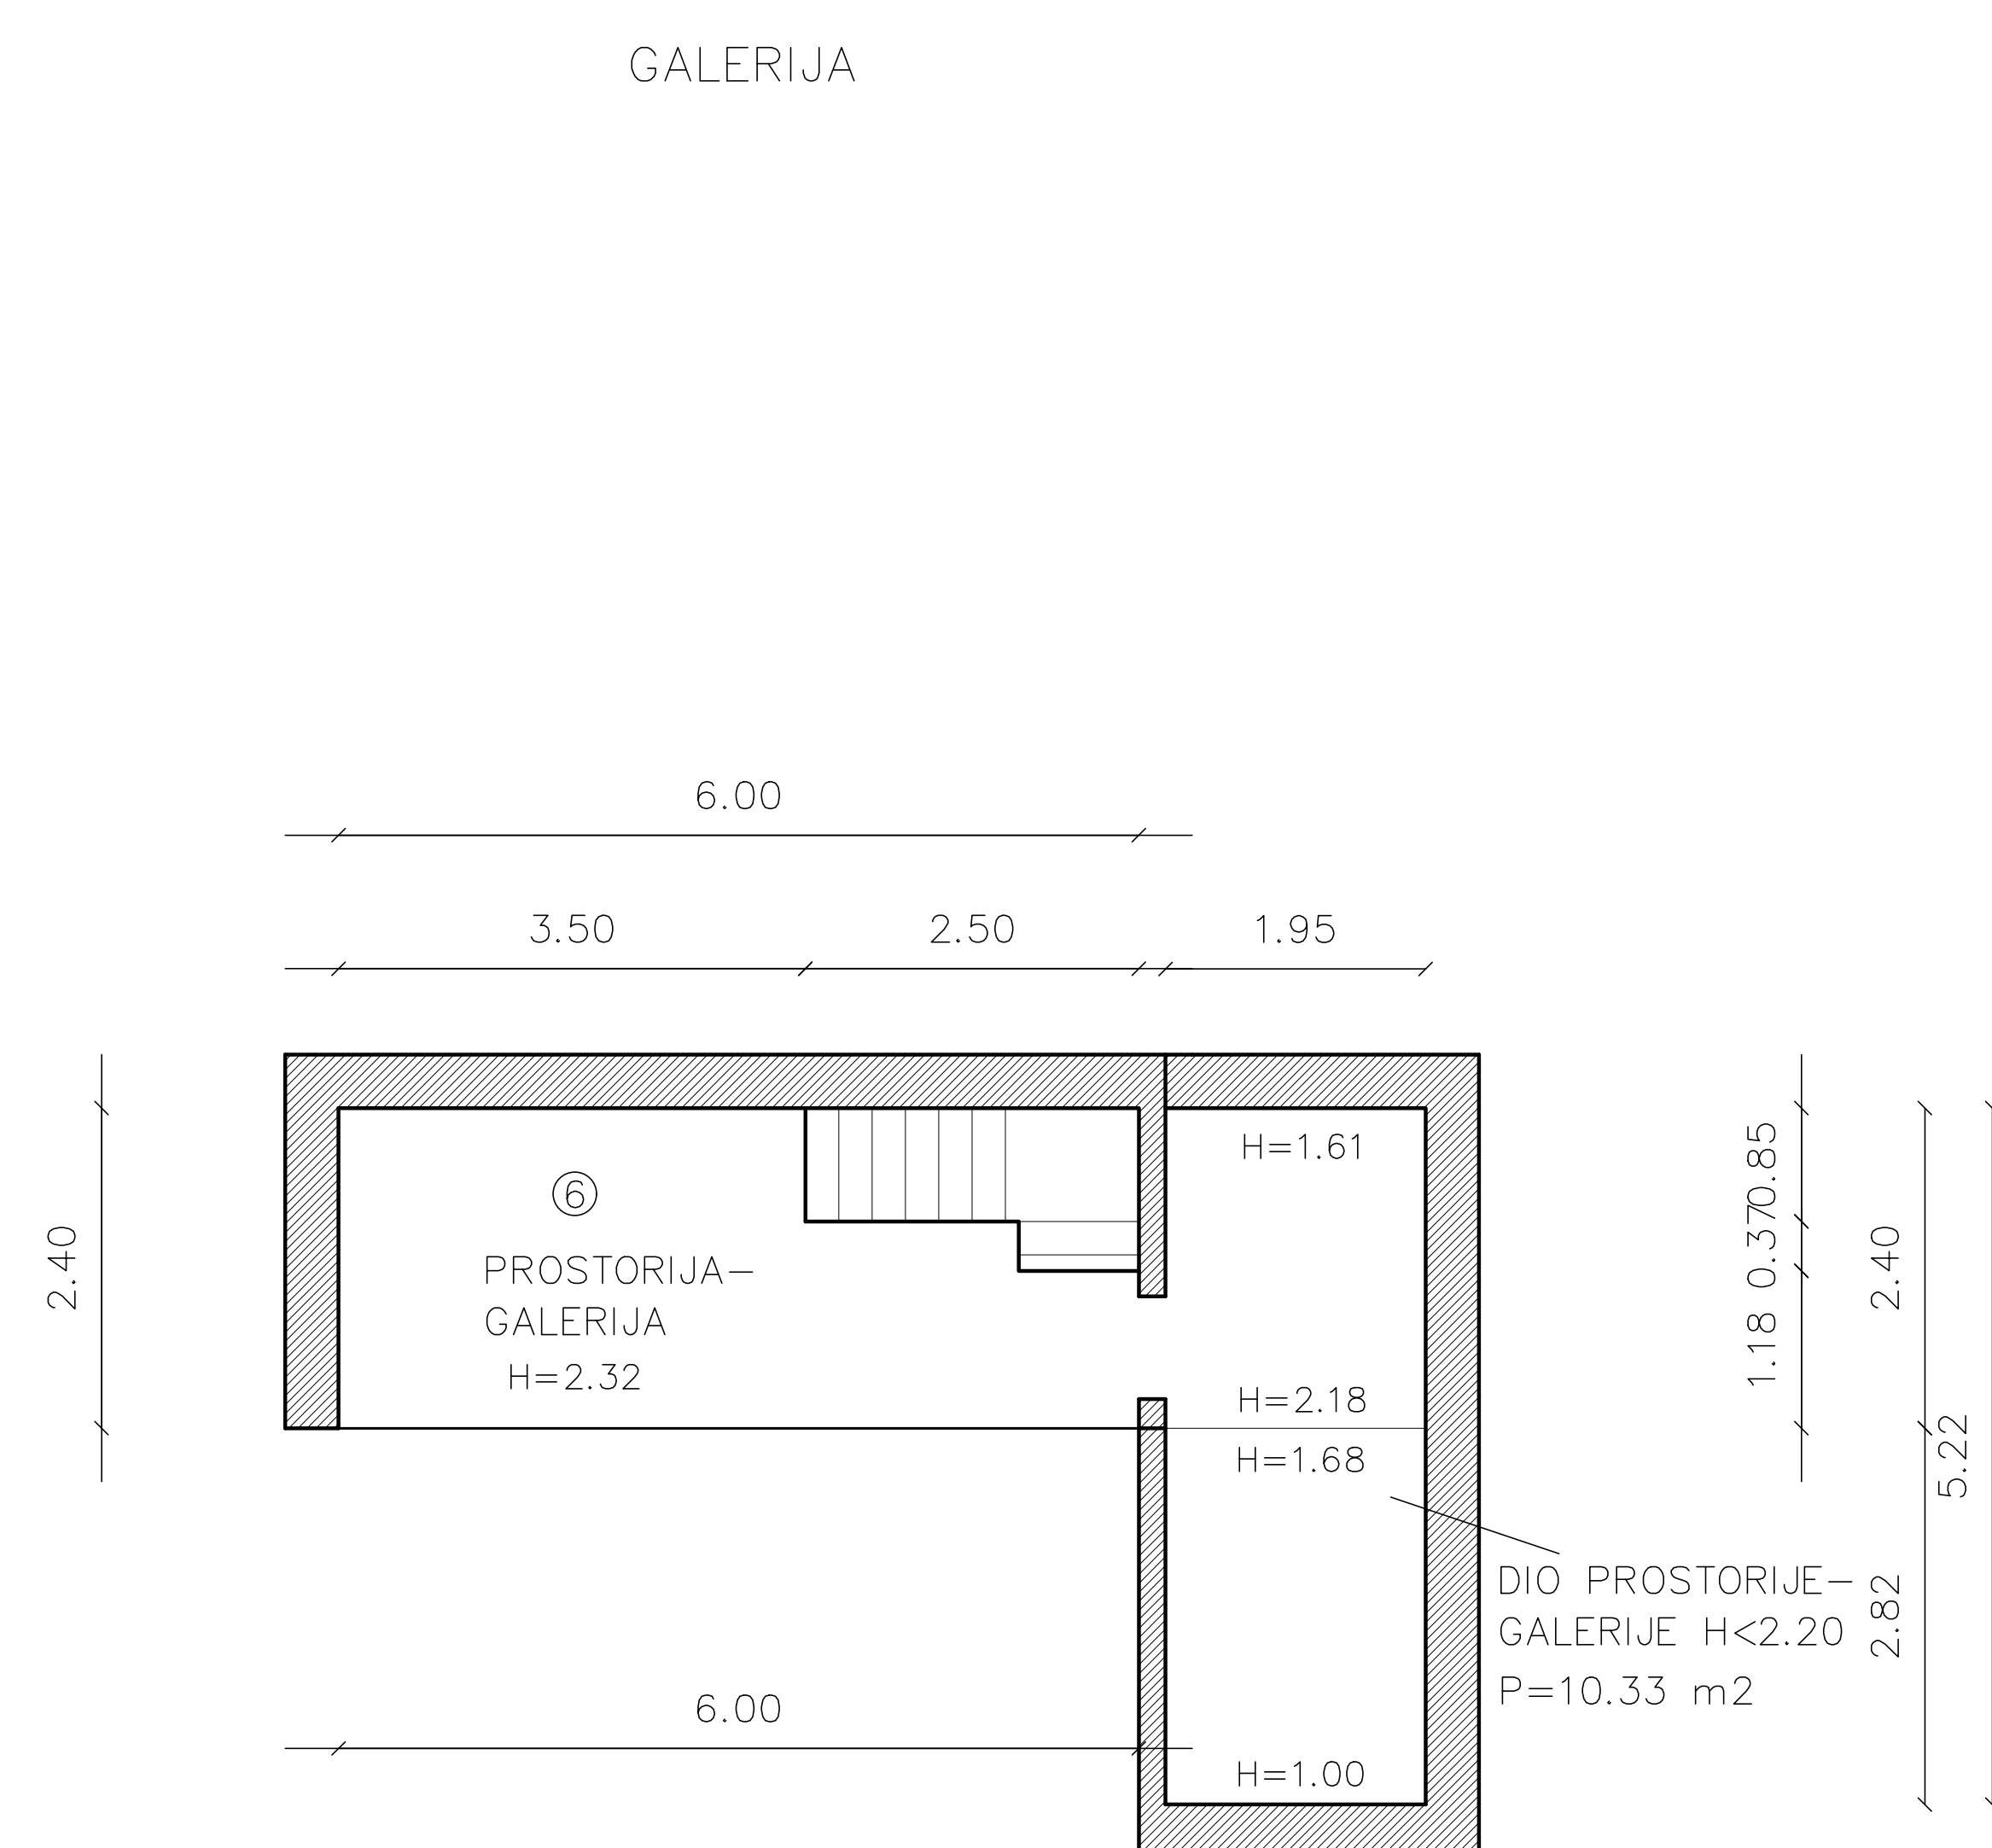 GALERIJA
6.00
3.50
2.50
1.95
H=1.61
0.85
6
0.37
2.40
2.40
PROSTORIJA-
GALERIJA
H=2.32
1.18
H=2.18
H=1.68
5.22
DIO PROSTORIJE-
GALERIJE H<2.20
P=10.33 m2
2.82
6.00
H=1.00